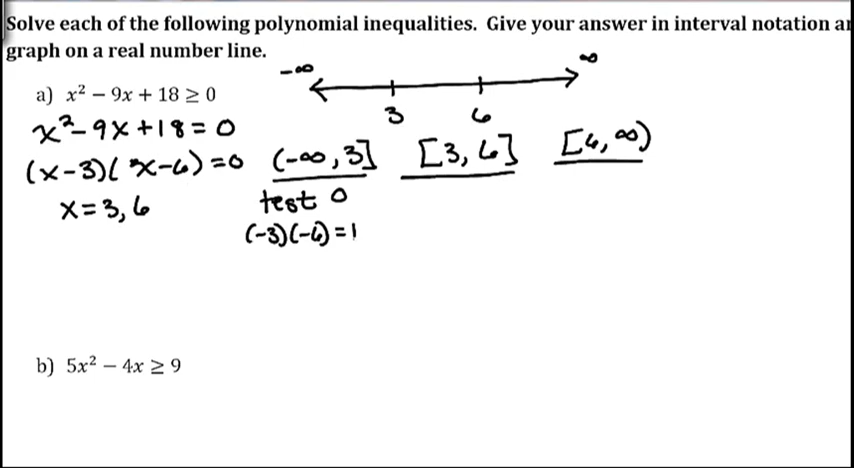 Solve each of the following polynomial inequalities. Give your answer in interval notation a
graph on a real number line.
-∞ ∞
a) x² − 9x + 18 ≥ 0
3 6
x²-9x+18=0
(x-3)(x-6)=0 (-∞,3] [3,6] [6,∞)
x=3,6 test 0
(-3)(-6)=1
b) 5x² − 4x ≥ 9